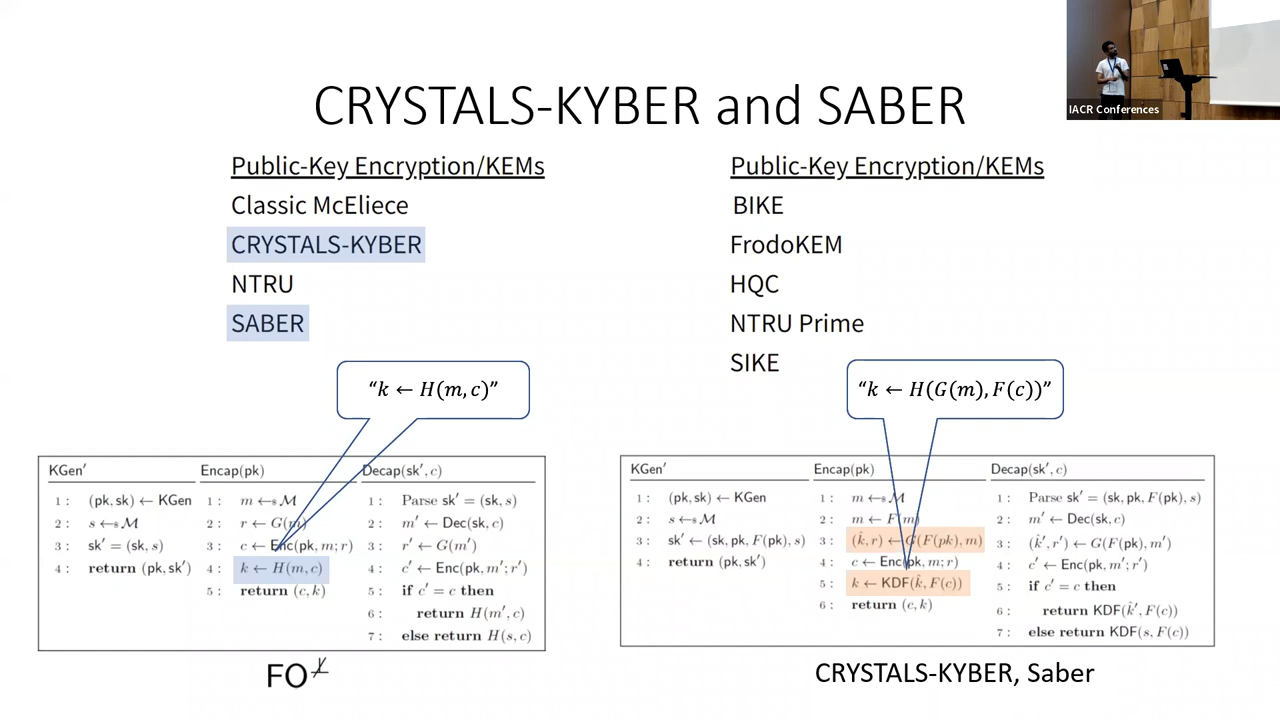 IACR Conferences
CRYSTALS-KYBER and SABER
Public-Key Encryption/KEMs
Classic McEliece
CRYSTALS-KYBER
NTRU
SABER
Public-Key Encryption/KEMs
BIKE
FrodoKEM
HQC
NTRU Prime
SIKE
“k ← H(m, c)”
“k ← H(G(m), F(c))”
KGen′
1 : (pk, sk) ← KGen
2 : s ←$ M
3 : sk′ = (sk, s)
4 : return (pk, sk′)
Encap(pk)
1 : m ←$ M
2 : r ← G(m)
3 : c ← Enc(pk, m; r)
4 : k ← H(m, c)
5 : return (c, k)
Decap(sk′, c)
1 : Parse sk′ = (sk, s)
2 : m′ ← Dec(sk, c)
3 : r′ ← G(m′)
4 : c′ ← Enc(pk, m′; r′)
5 : if c′ = c then
6 : return H(m′, c)
7 : else return H(s, c)
FO⊥̸
KGen′
1 : (pk, sk) ← KGen
2 : s ←$ M
3 : sk′ ← (sk, pk, F(pk), s)
4 : return (pk, sk′)
Encap(pk)
1 : m ←$ M
2 : m ← F(m)
3 : (k̂, r) ← G(F(pk), m)
4 : c ← Enc(pk, m; r)
5 : k ← KDF(k̂, F(c))
6 : return (c, k)
Decap(sk′, c)
1 : Parse sk′ = (sk, pk, F(pk), s)
2 : m′ ← Dec(sk, c)
3 : (k̂′, r′) ← G(F(pk), m′)
4 : c′ ← Enc(pk, m′; r′)
5 : if c′ = c then
6 : return KDF(k̂′, F(c))
7 : else return KDF(s, F(c))
CRYSTALS-KYBER, Saber